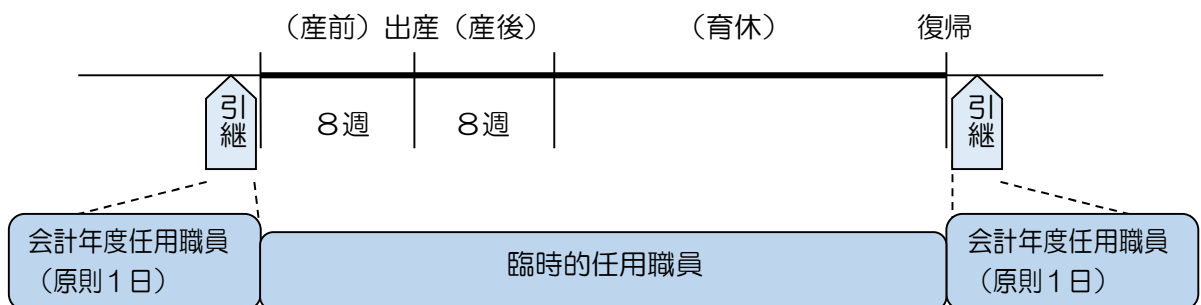 （産前）出産（産後）
（育休）
復帰
引継
8週
8週
引継
会計年度任用職員
（原則１日）
臨時的任用職員
会計年度任用職員
（原則１日）